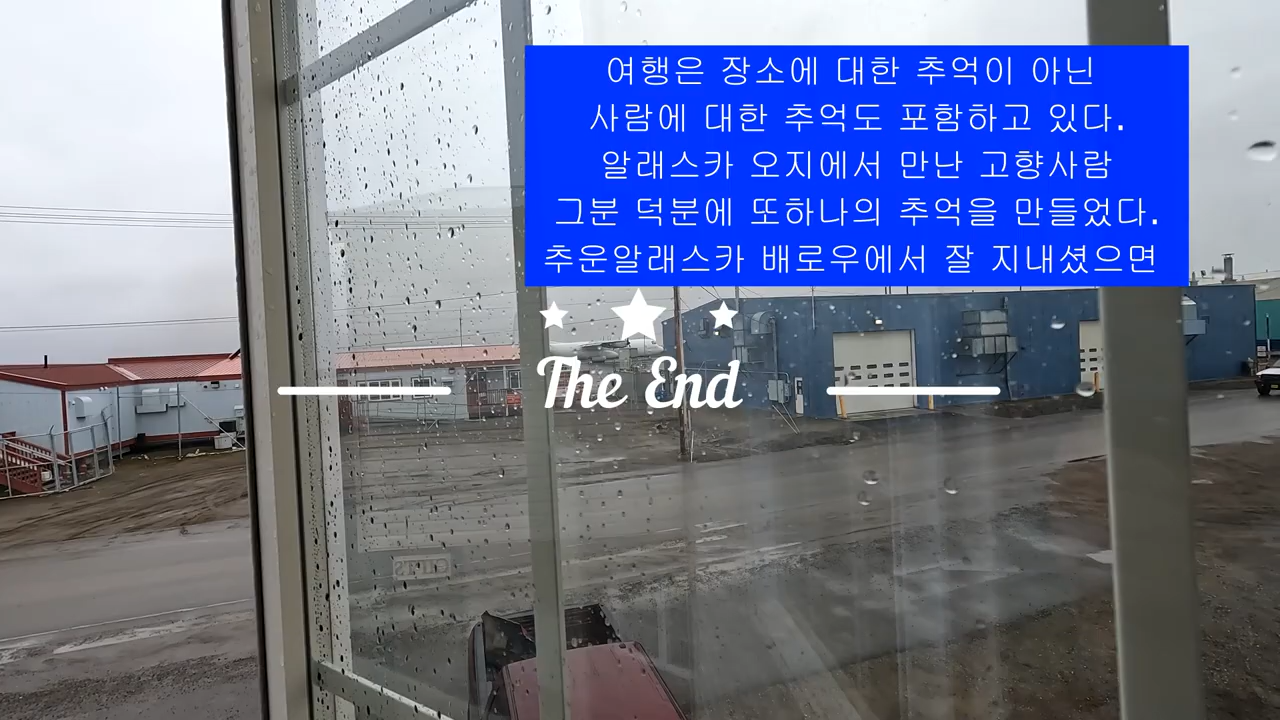 여행은 장소에 대한 추억이 아닌
사람에 대한 추억도 포함하고 있다.
알래스카 오지에서 만난 고향사람
그분 덕분에 또하나의 추억을 만들었다.
추운알래스카 배로우에서 잘 지내셨으면
The End